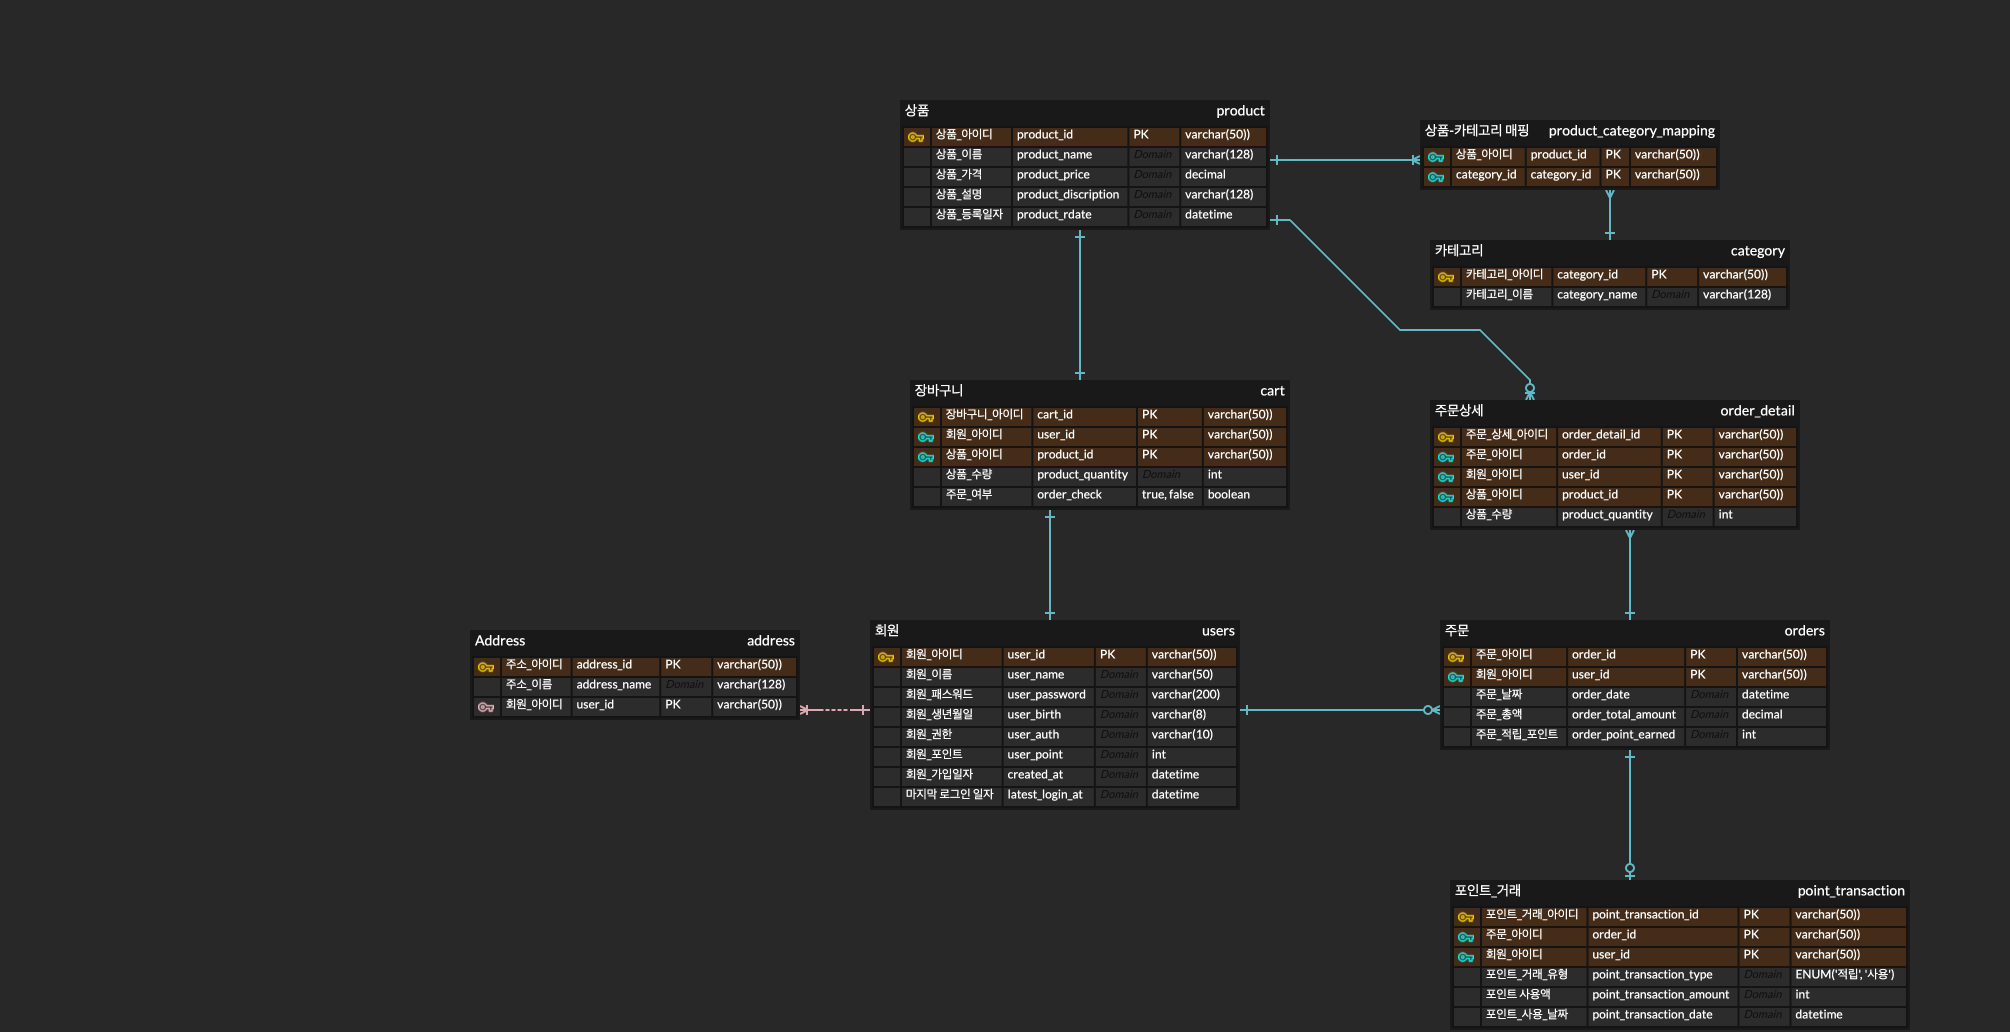 상품 product
상품_아이디 product_id PK varchar(50))
상품_이름 product_name Domain varchar(128)
상품_가격 product_price Domain decimal
상품_설명 product_discription Domain varchar(128)
상품_등록일자 product_rdate Domain datetime
상품-카테고리 매핑 product_category_mapping
상품_아이디 product_id PK varchar(50))
category_id category_id PK varchar(50))
카테고리 category
카테고리_아이디 category_id PK varchar(50))
카테고리_이름 category_name Domain varchar(128)
장바구니 cart
장바구니_아이디 cart_id PK varchar(50))
회원_아이디 user_id PK varchar(50))
상품_아이디 product_id PK varchar(50))
상품_수량 product_quantity Domain int
주문_여부 order_check true, false boolean
주문상세 order_detail
주문_상세_아이디 order_detail_id PK varchar(50))
주문_아이디 order_id PK varchar(50))
회원_아이디 user_id PK varchar(50))
상품_아이디 product_id PK varchar(50))
상품_수량 product_quantity Domain int
Address address
주소_아이디 address_id PK varchar(50))
주소_이름 address_name Domain varchar(128)
회원_아이디 user_id PK varchar(50))
회원 users
회원_아이디 user_id PK varchar(50))
회원_이름 user_name Domain varchar(50)
회원_패스워드 user_password Domain varchar(200)
회원_생년월일 user_birth Domain varchar(8)
회원_권한 user_auth Domain varchar(10)
회원_포인트 user_point Domain int
회원_가입일자 created_at Domain datetime
마지막 로그인 일자 latest_login_at Domain datetime
주문 orders
주문_아이디 order_id PK varchar(50))
회원_아이디 user_id PK varchar(50))
주문_날짜 order_date Domain datetime
주문_총액 order_total_amount Domain decimal
주문_적립_포인트 order_point_earned Domain int
포인트_거래 point_transaction
포인트_거래_아이디 point_transaction_id PK varchar(50))
주문_아이디 order_id PK varchar(50))
회원_아이디 user_id PK varchar(50))
포인트_거래_유형 point_transaction_type Domain ENUM('적립', '사용')
포인트 사용액 point_transaction_amount Domain int
포인트_사용_날짜 point_transaction_date Domain datetime